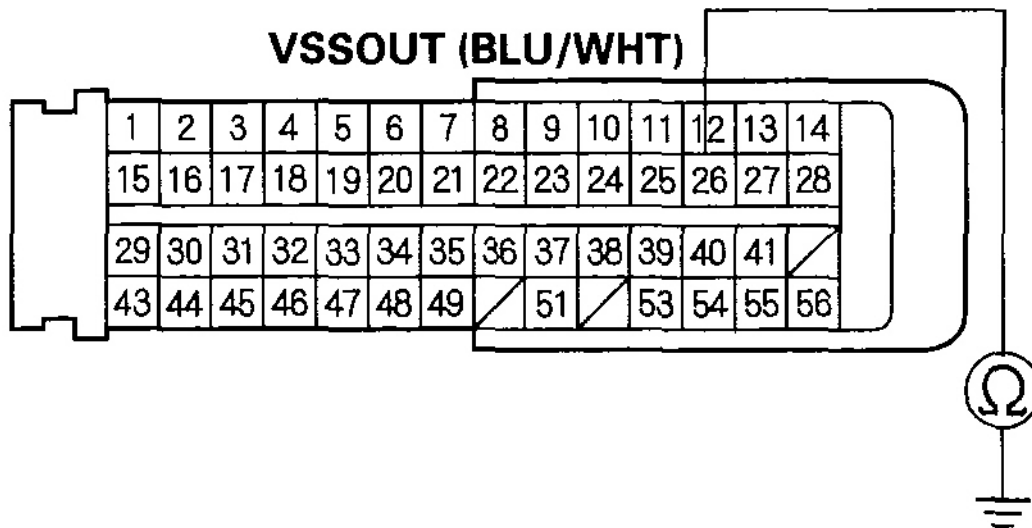 VSSOUT (BLU/WHT)
1 2 3 4 5 6 7 8 9 10 11 12 13 14
15 16 17 18 19 20 21 22 23 24 25 26 27 28
29 30 31 32 33 34 35 36 37 38 39 40 41
43 44 45 46 47 48 49 51 53 54 55 56
Ω